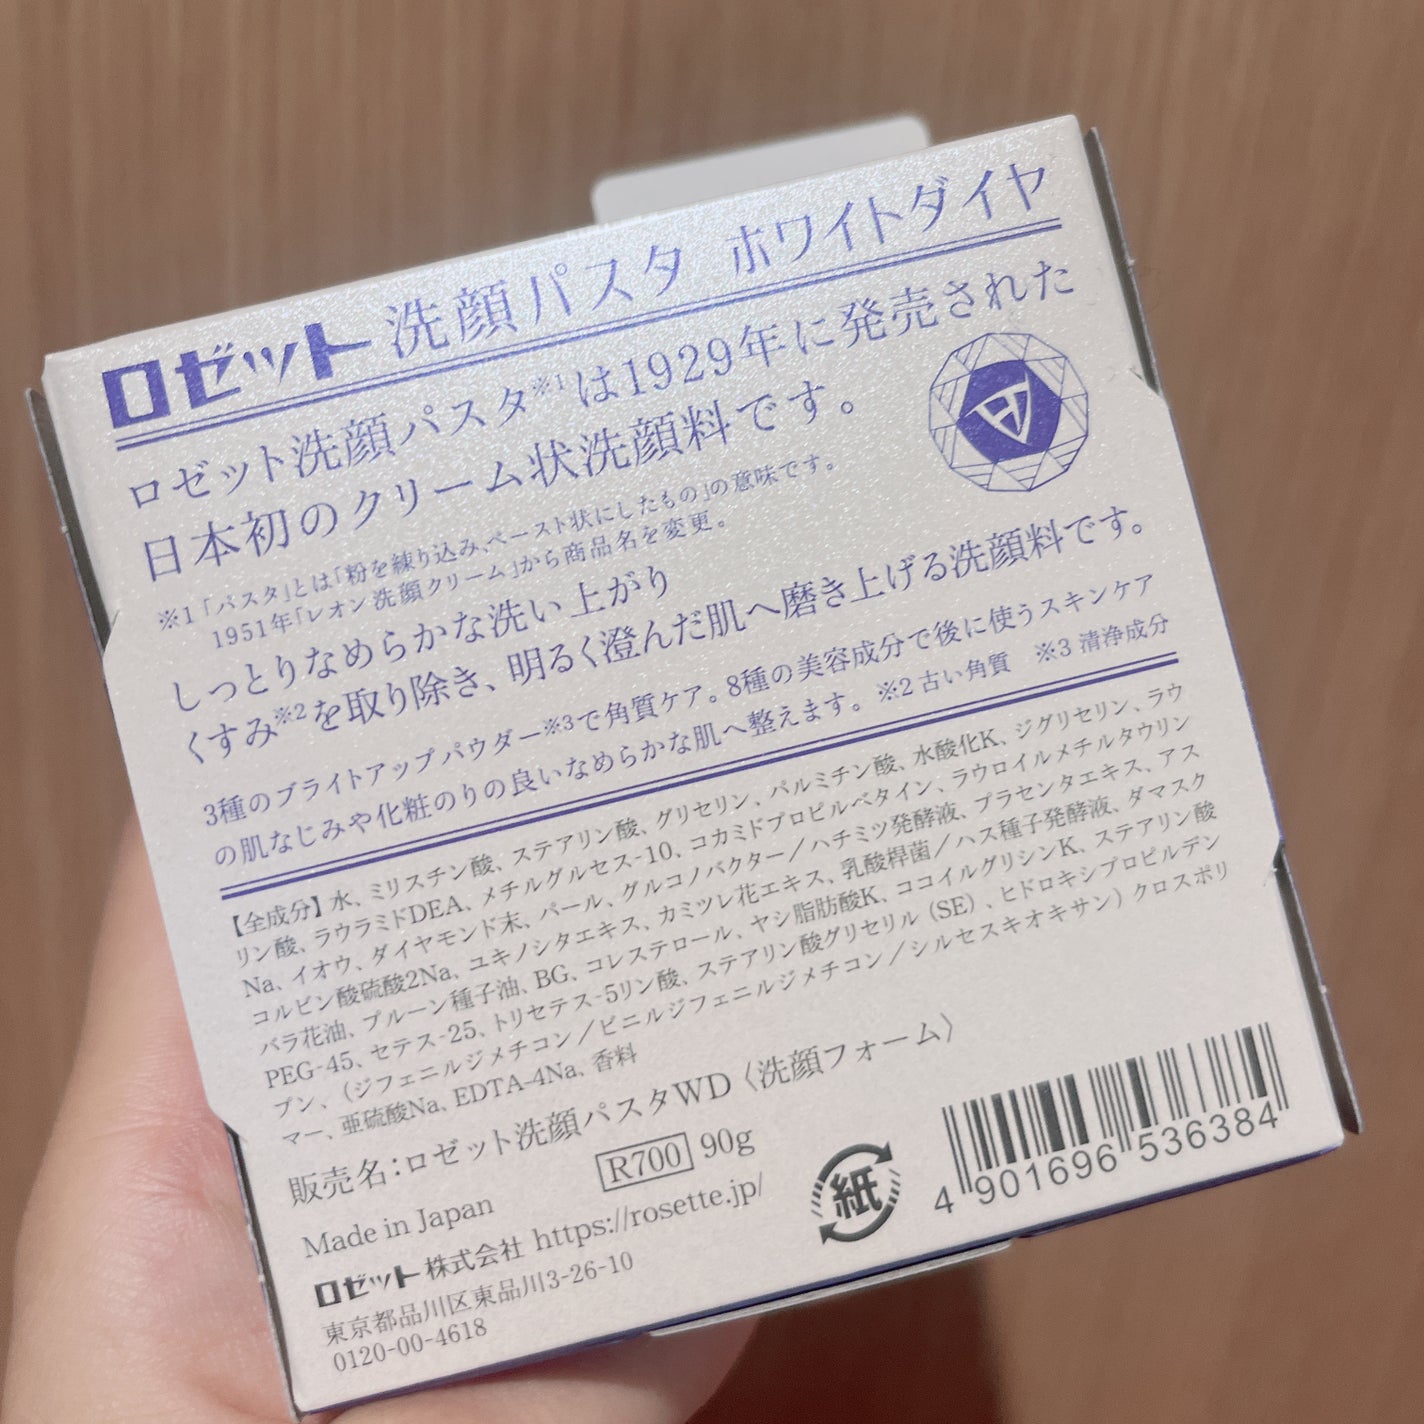 ロゼット 洗顔パスタ ホワイトダイヤ
ロゼット洗顔パスタ※1は1929年に発売された
日本初のクリーム状洗顔料です。
※1「パスタ」とは「粉を練り込み、ペースト状にしたもの」の意味です。
1951年「レオン洗顔クリーム」から商品名を変更。
しっとりなめらかな洗い上がり
くすみ※2を取り除き、明るく澄んだ肌へ磨き上げる洗顔料です。
3種のブライトアップパウダー※3で角質ケア。8種の美容成分で後に使うスキンケア
の肌なじみや化粧のりの良いなめらかな肌へ整えます。※2 古い角質 ※3 清浄成分
【全成分】水、ミリスチン酸、ステアリン酸、グリセリン、パルミチン酸、水酸化K、ジグリセリン、ラウ
リン酸、ラウラミドDEA、メチルグルセス-10、コカミドプロピルベタイン、ラウロイルメチルタウリン
Na、イオウ、ダイヤモンド末、パール、グルコノバクター／ハチミツ発酵液、プラセンタエキス、アス
コルビン酸硫酸2Na、ユキノシタエキス、カミツレ花エキス、乳酸桿菌／ハス種子発酵液、ダマスク
バラ花油、プルーン種子油、BG、コレステロール、ヤシ脂肪酸K、ココイルグリシンK、ステアリン酸
PEG-45、セテス-25、トリセテス-5リン酸、ステアリン酸グリセリル（SE）、ヒドロキシプロピルデン
プン、（ジフェニルジメチコン／ビニルジフェニルジメチコン／シルセスキオキサン）クロスポリ
マー、亜硫酸Na、EDTA-4Na、香料
販売名：ロゼット洗顔パスタWD〈洗顔フォーム〉
R700 90g
Made in Japan
ロゼット株式会社 https://rosette.jp/
東京都品川区東品川3-26-10
0120-00-4618
紙
4 901696 536384